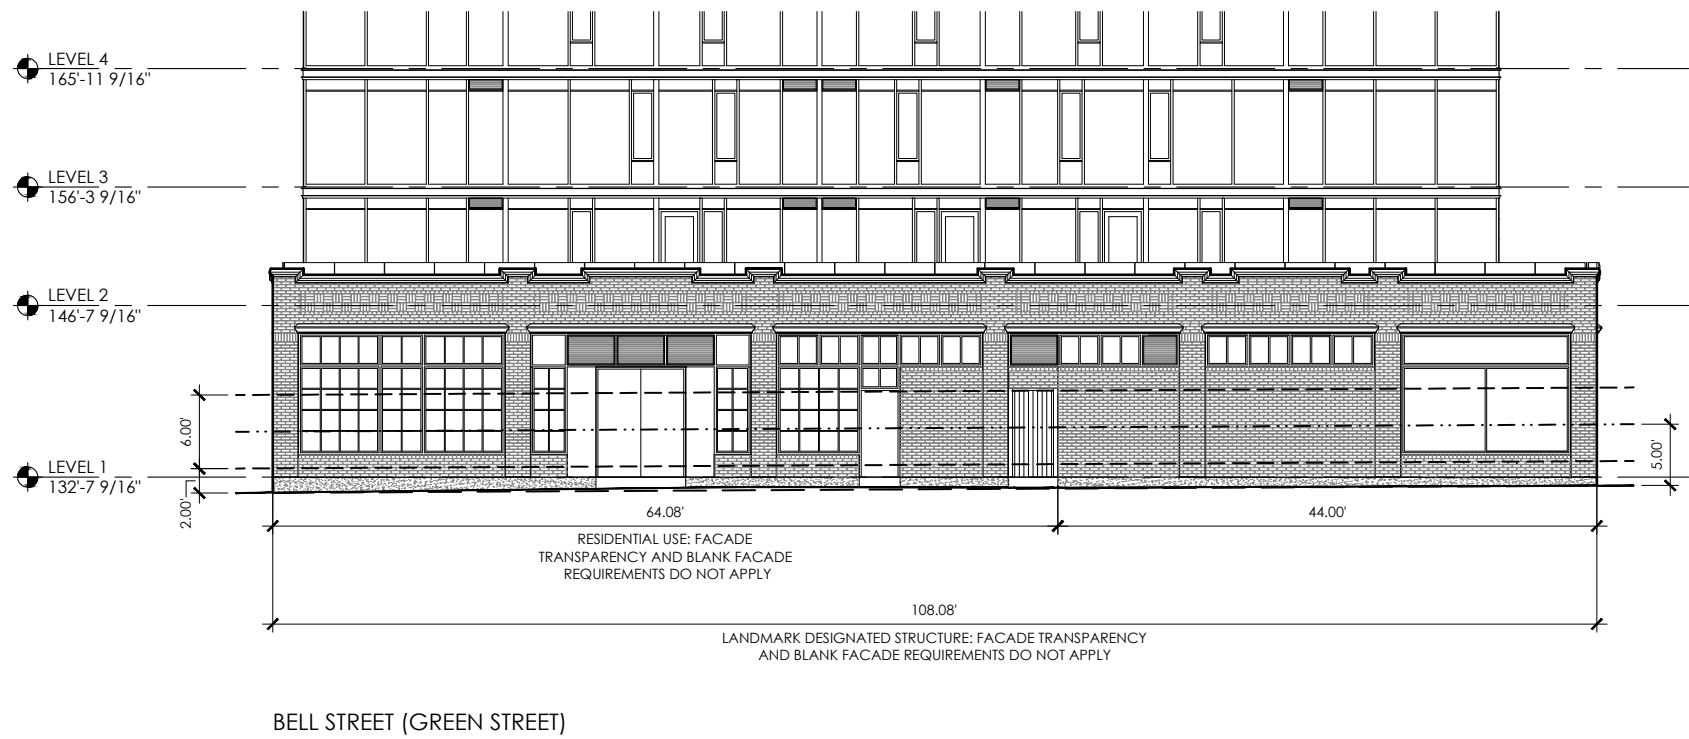 LEVEL 4
165'-11 9/16"
LEVEL 3
156'-3 9/16"
LEVEL 2
146'-7 9/16"
6.00'
5.00'
LEVEL 1
132'-7 9/16"
2.00'
64.08'
44.00'
RESIDENTIAL USE: FACADE
TRANSPARENCY AND BLANK FACADE
REQUIREMENTS DO NOT APPLY
108.08'
LANDMARK DESIGNATED STRUCTURE: FACADE TRANSPARENCY
AND BLANK FACADE REQUIREMENTS DO NOT APPLY
BELL STREET (GREEN STREET)